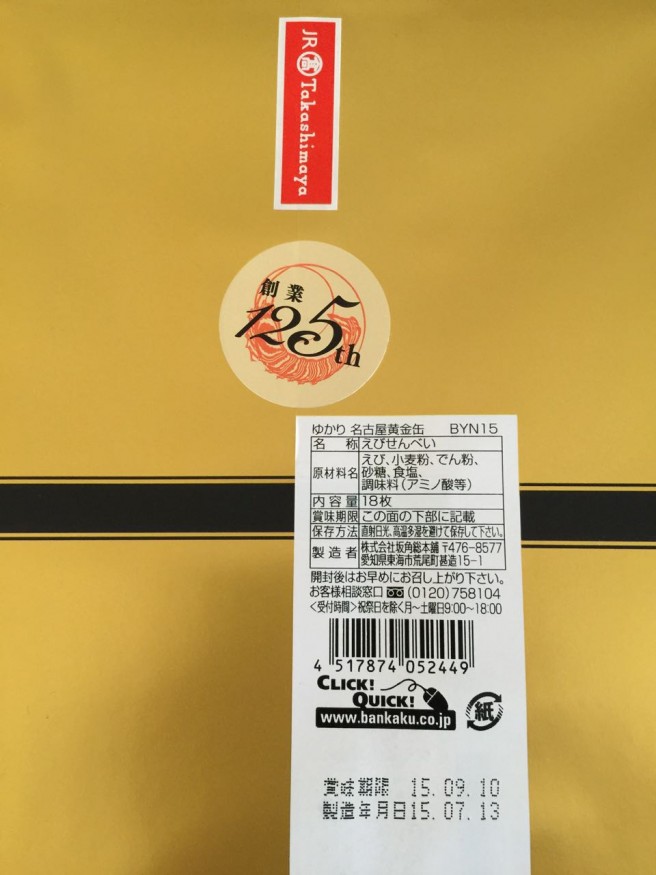 JR 髙 Takashimaya
創業
125th
ゆかり 名古屋黄金缶 BYN15
名称 えびせんべい
原材料名 えび、小麦粉、でん粉、
砂糖、食塩、
調味料(アミノ酸等)
内容量 18枚
賞味期限 この面の下部に記載
保存方法 直射日光、高温多湿を避けて保存して下さい。
製造者 株式会社坂角総本舗 〒476-8577
愛知県東海市荒尾町甚造15-1
開封後はお早めにお召し上がり下さい。
お客様相談窓口 (0120)758104
<受付時間>祝祭日を除く月~土曜日9:00~18:00
4 517874 052449
CLICK!
QUICK!
www.bankaku.co.jp
紙
賞味期限 15.09.10
製造年月日15.07.13